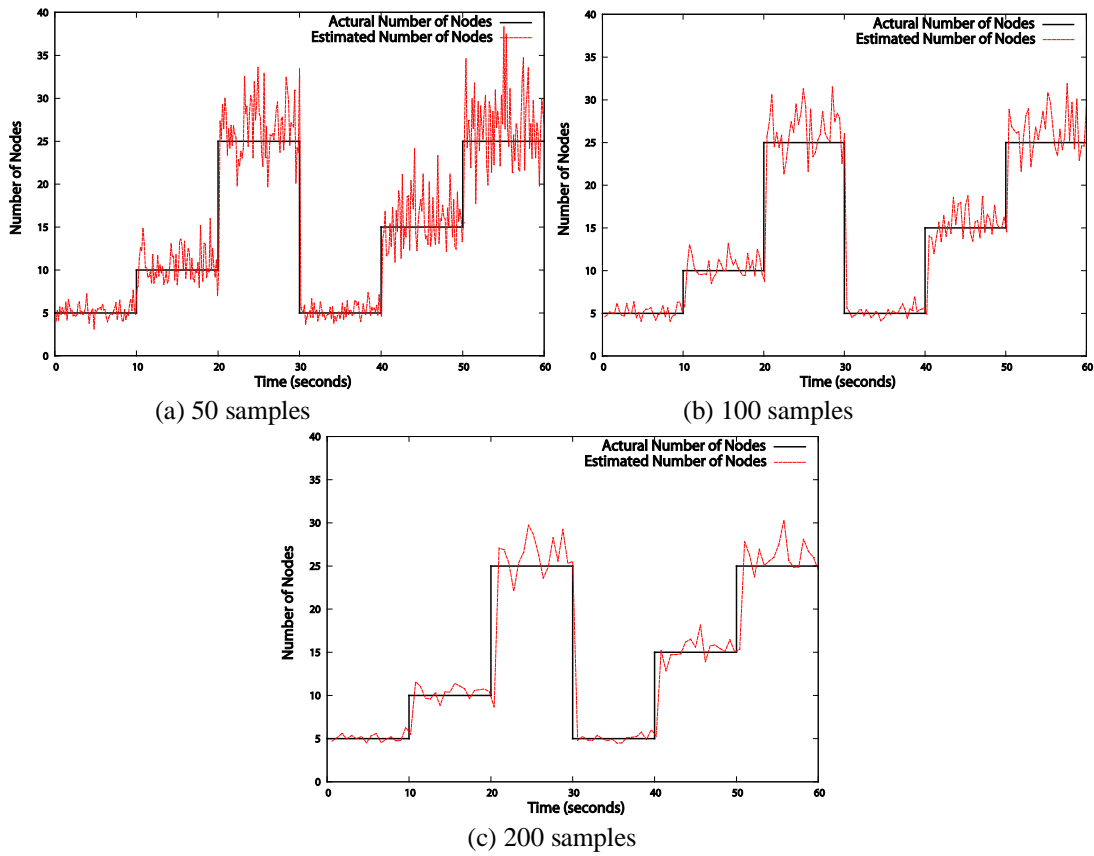 40
35
30
25
20
15
10
5
0
Number of Nodes
Actural Number of Nodes
Estimated Number of Nodes
0 10 20 30 40 50 60
Time (seconds)
(a) 50 samples
40
35
30
25
20
15
10
5
0
Number of Nodes
Actural Number of Nodes
Estimated Number of Nodes
0 10 20 30 40 50 60
Time (seconds)
(b) 100 samples
40
35
30
25
20
15
10
5
0
Number of Nodes
Actural Number of Nodes
Estimated Number of Nodes
0 10 20 30 40 50 60
Time (seconds)
(c) 200 samples